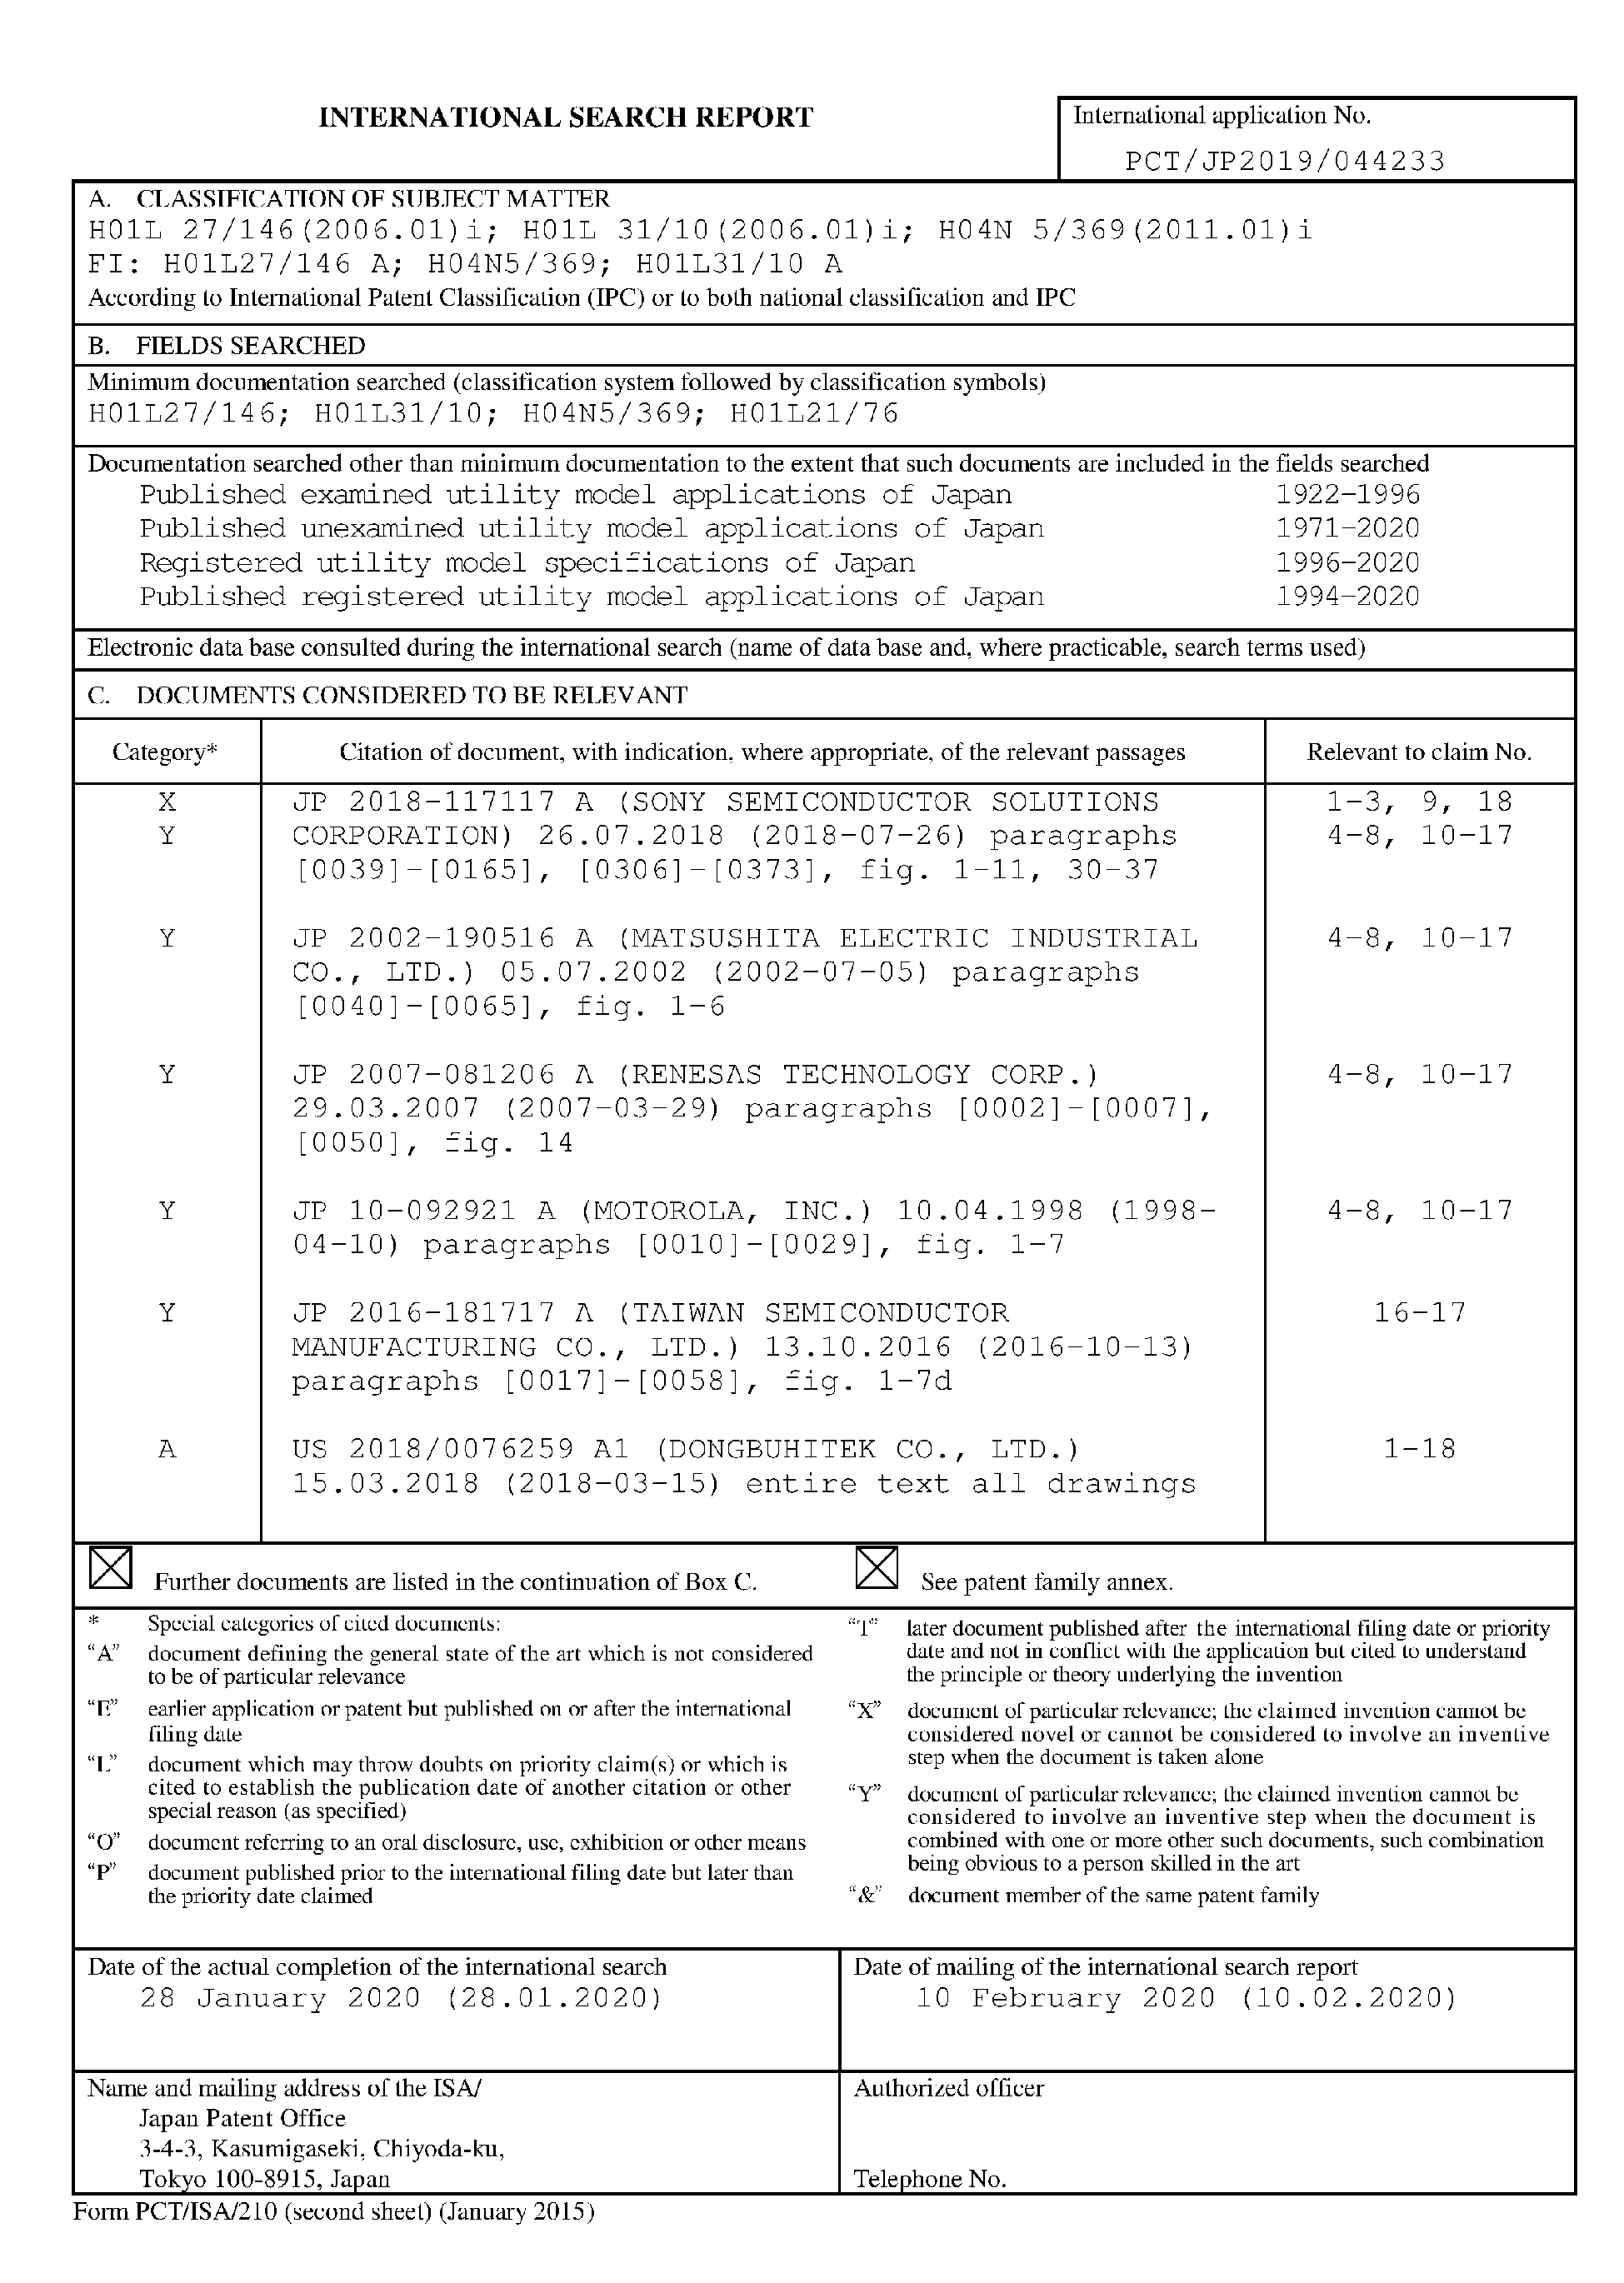 INTERNATIONAL SEARCH REPORT
International application No.
PCT/JP2019/044233
A. CLASSIFICATION OF SUBJECT MATTER
H01L 27/146(2006.01)i; H01L 31/10(2006.01)i; H04N 5/369(2011.01)i
FI: H01L27/146 A; H04N5/369; H01L31/10 A
According to International Patent Classification (IPC) or to both national classification and IPC
B. FIELDS SEARCHED
Minimum documentation searched (classification system followed by classification symbols)
H01L27/146; H01L31/10; H04N5/369; H01L21/76
Documentation searched other than minimum documentation to the extent that such documents are included in the fields searched
Published examined utility model applications of Japan 1922-1996
Published unexamined utility model applications of Japan 1971-2020
Registered utility model specifications of Japan 1996-2020
Published registered utility model applications of Japan 1994-2020
Electronic data base consulted during the international search (name of data base and, where practicable, search terms used)
C. DOCUMENTS CONSIDERED TO BE RELEVANT
Category* Citation of document, with indication, where appropriate, of the relevant passages Relevant to claim No.
X JP 2018-117117 A (SONY SEMICONDUCTOR SOLUTIONS 1-3, 9, 18
Y CORPORATION) 26.07.2018 (2018-07-26) paragraphs 4-8, 10-17
[0039]-[0165], [0306]-[0373], fig. 1-11, 30-37
Y JP 2002-190516 A (MATSUSHITA ELECTRIC INDUSTRIAL 4-8, 10-17
CO., LTD.) 05.07.2002 (2002-07-05) paragraphs
[0040]-[0065], fig. 1-6
Y JP 2007-081206 A (RENESAS TECHNOLOGY CORP.) 4-8, 10-17
29.03.2007 (2007-03-29) paragraphs [0002]-[0007],
[0050], fig. 14
Y JP 10-092921 A (MOTOROLA, INC.) 10.04.1998 (1998- 4-8, 10-17
04-10) paragraphs [0010]-[0029], fig. 1-7
Y JP 2016-181717 A (TAIWAN SEMICONDUCTOR 16-17
MANUFACTURING CO., LTD.) 13.10.2016 (2016-10-13)
paragraphs [0017]-[0058], fig. 1-7d
A US 2018/0076259 A1 (DONGBUHITEK CO., LTD.) 1-18
15.03.2018 (2018-03-15) entire text all drawings
Further documents are listed in the continuation of Box C.
See patent family annex.
* Special categories of cited documents:
“A” document defining the general state of the art which is not considered
to be of particular relevance
“E” earlier application or patent but published on or after the international
filing date
“L” document which may throw doubts on priority claim(s) or which is
cited to establish the publication date of another citation or other
special reason (as specified)
“O” document referring to an oral disclosure, use, exhibition or other means
“P” document published prior to the international filing date but later than
the priority date claimed
“T” later document published after the international filing date or priority
date and not in conflict with the application but cited to understand
the principle or theory underlying the invention
“X” document of particular relevance; the claimed invention cannot be
considered novel or cannot be considered to involve an inventive
step when the document is taken alone
“Y” document of particular relevance; the claimed invention cannot be
considered to involve an inventive step when the document is
combined with one or more other such documents, such combination
being obvious to a person skilled in the art
“&” document member of the same patent family
Date of the actual completion of the international search
28 January 2020 (28.01.2020)
Date of mailing of the international search report
10 February 2020 (10.02.2020)
Name and mailing address of the ISA/
Japan Patent Office
3-4-3, Kasumigaseki, Chiyoda-ku,
Tokyo 100-8915, Japan
Authorized officer
Telephone No.
Form PCT/ISA/210 (second sheet) (January 2015)